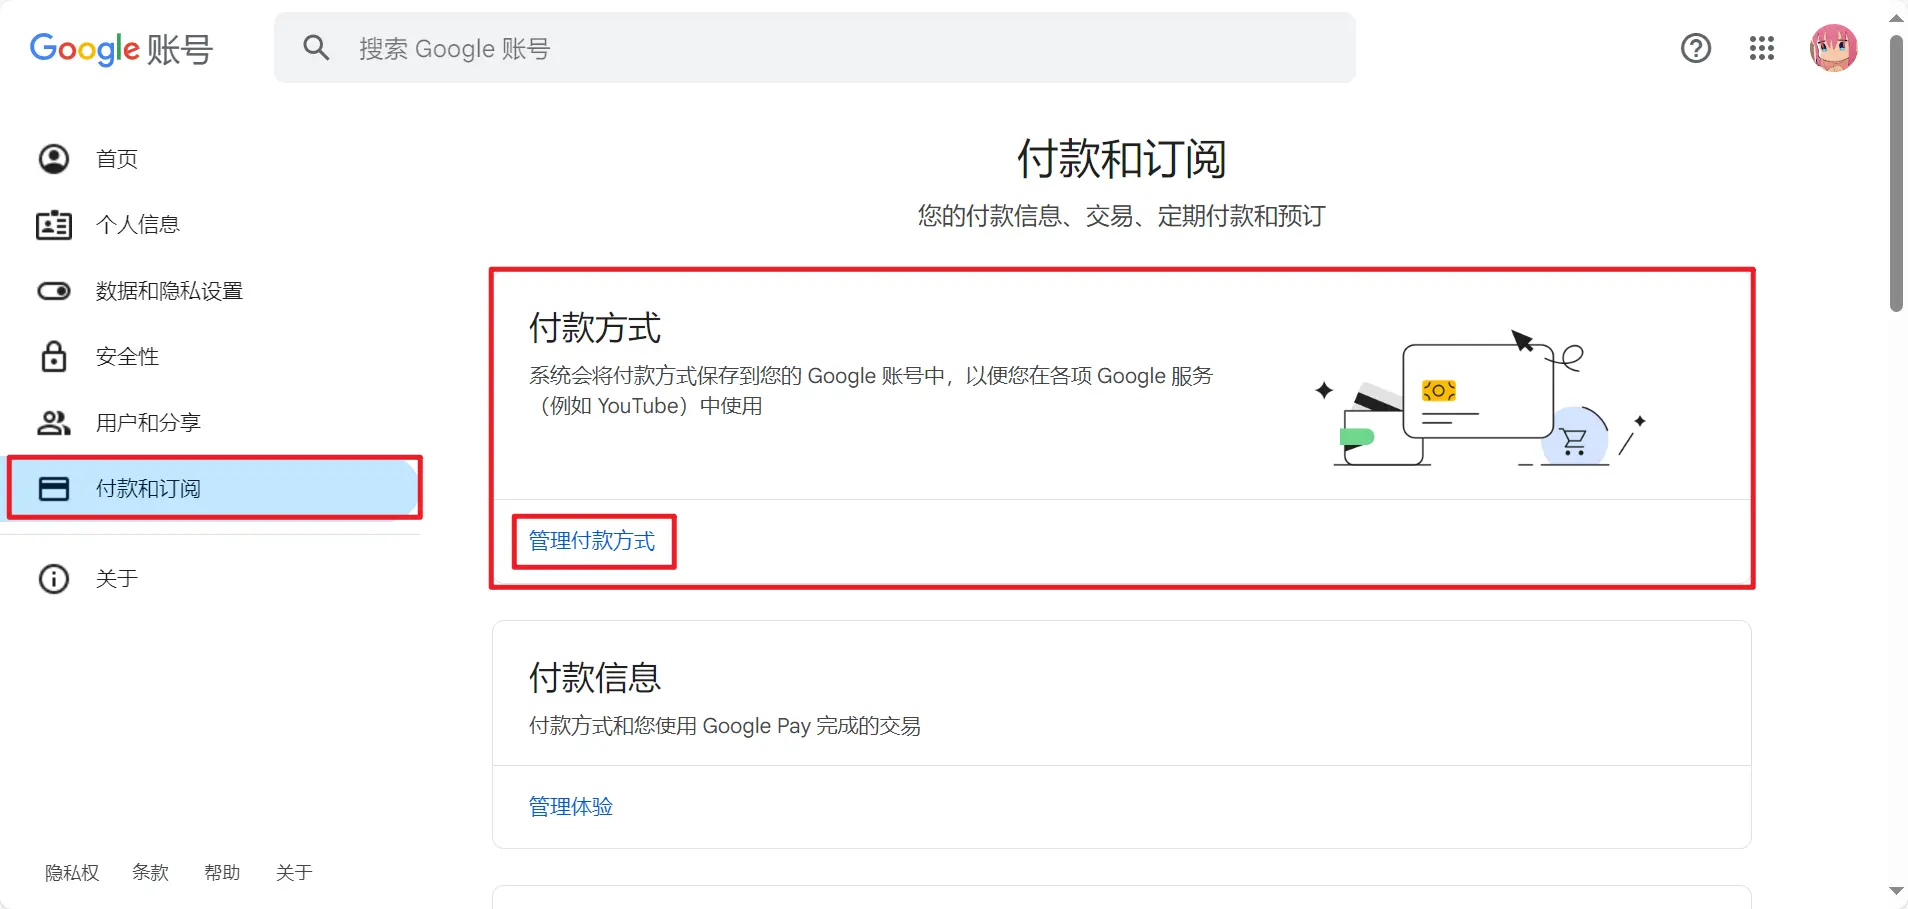 Google 账号
搜索 Google 账号
首页
个人信息
数据和隐私设置
安全性
用户和分享
付款和订阅
关于
隐私权 条款 帮助 关于
付款和订阅
您的付款信息、交易、定期付款和预订
付款方式
系统会将付款方式保存到您的 Google 账号中，以便您在各项 Google 服务
（例如 YouTube）中使用
管理付款方式
付款信息
付款方式和您使用 Google Pay 完成的交易
管理体验